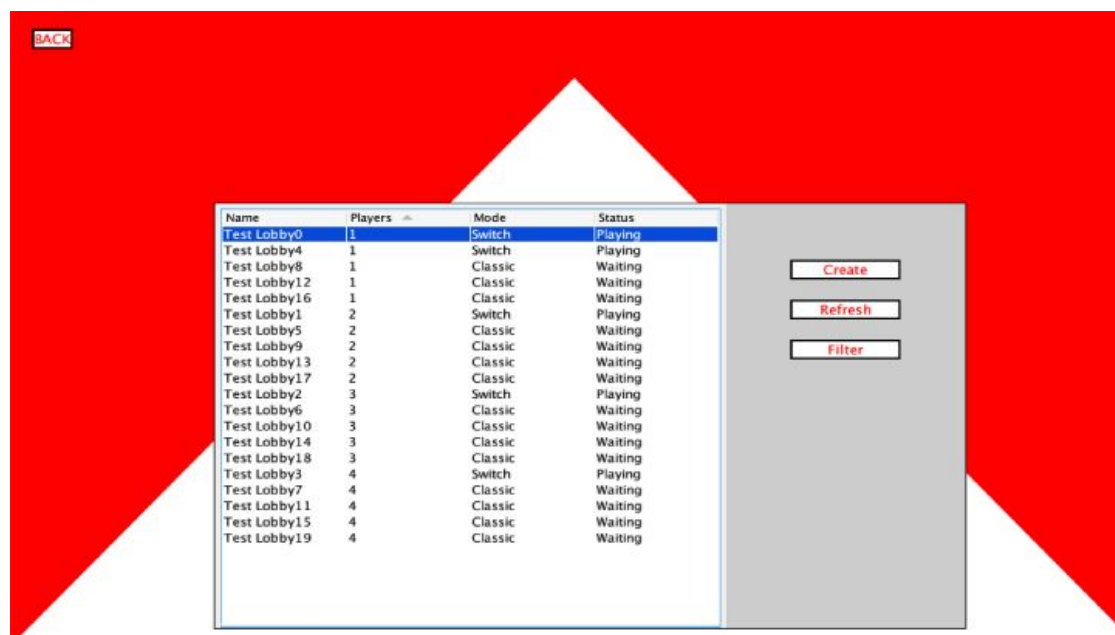 BACK
Name Players Mode Status
Test Lobby0 1 Switch Playing
Test Lobby4 1 Switch Playing
Test Lobby8 1 Classic Waiting
Test Lobby12 1 Classic Waiting
Test Lobby16 1 Classic Waiting
Test Lobby1 2 Switch Playing
Test Lobby5 2 Classic Waiting
Test Lobby9 2 Classic Waiting
Test Lobby13 2 Classic Waiting
Test Lobby17 2 Classic Waiting
Test Lobby2 3 Switch Playing
Test Lobby6 3 Classic Waiting
Test Lobby10 3 Classic Waiting
Test Lobby14 3 Classic Waiting
Test Lobby18 3 Classic Waiting
Test Lobby3 4 Switch Playing
Test Lobby7 4 Classic Waiting
Test Lobby11 4 Classic Waiting
Test Lobby15 4 Classic Waiting
Test Lobby19 4 Classic Waiting
Create
Refresh
Filter